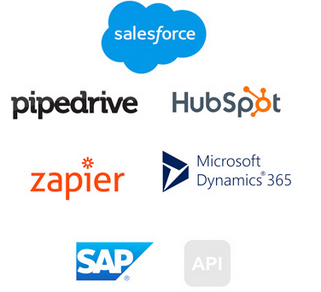 salesforce
pipedrive
HubSpot
zapier
Microsoft
Dynamics® 365
SAP
API